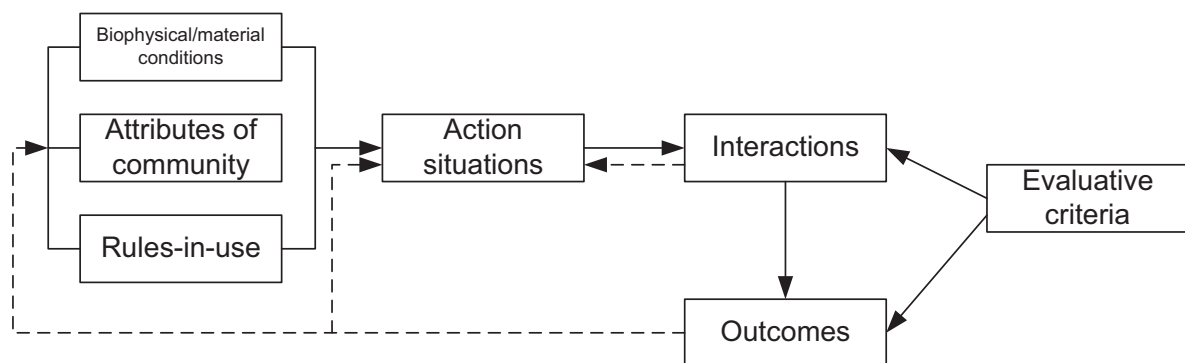 Biophysical/material
conditions
Attributes of
community
Rules-in-use
Action
situations
Interactions
Outcomes
Evaluative
criteria